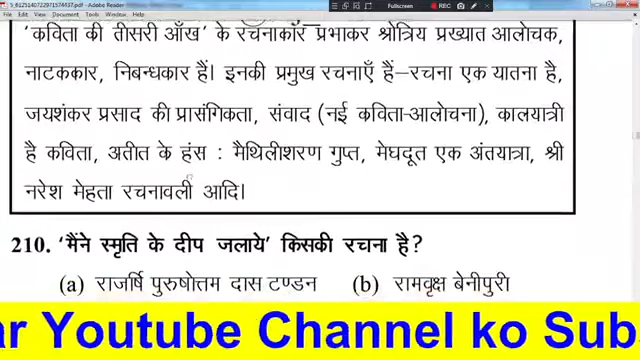 5_6125140722971574437.pdf - Adobe Reader
File Edit View Document Tools Window Help
Fullscreen
REC
'कविता की तीसरी आँख' के रचनाकार प्रभाकर श्रोत्रिय प्रख्यात आलोचक,
नाटककार, निबन्धकार हैं। इनकी प्रमुख रचनाएँ हैं–रचना एक यातना है,
जयशंकर प्रसाद की प्रासंगिकता, संवाद (नई कविता-आलोचना), कालयात्री
है कविता, अतीत के हंस : मैथिलीशरण गुप्त, मेघदूत एक अंतयात्रा, श्री
नरेश मेहता रचनावली आदि।
210. 'मैंने स्मृति के दीप जलाये' किसकी रचना है?
(a) राजर्षि पुरुषोत्तम दास टण्डन (b) रामवृक्ष बेनीपुरी
ar Youtube Channel ko Sub